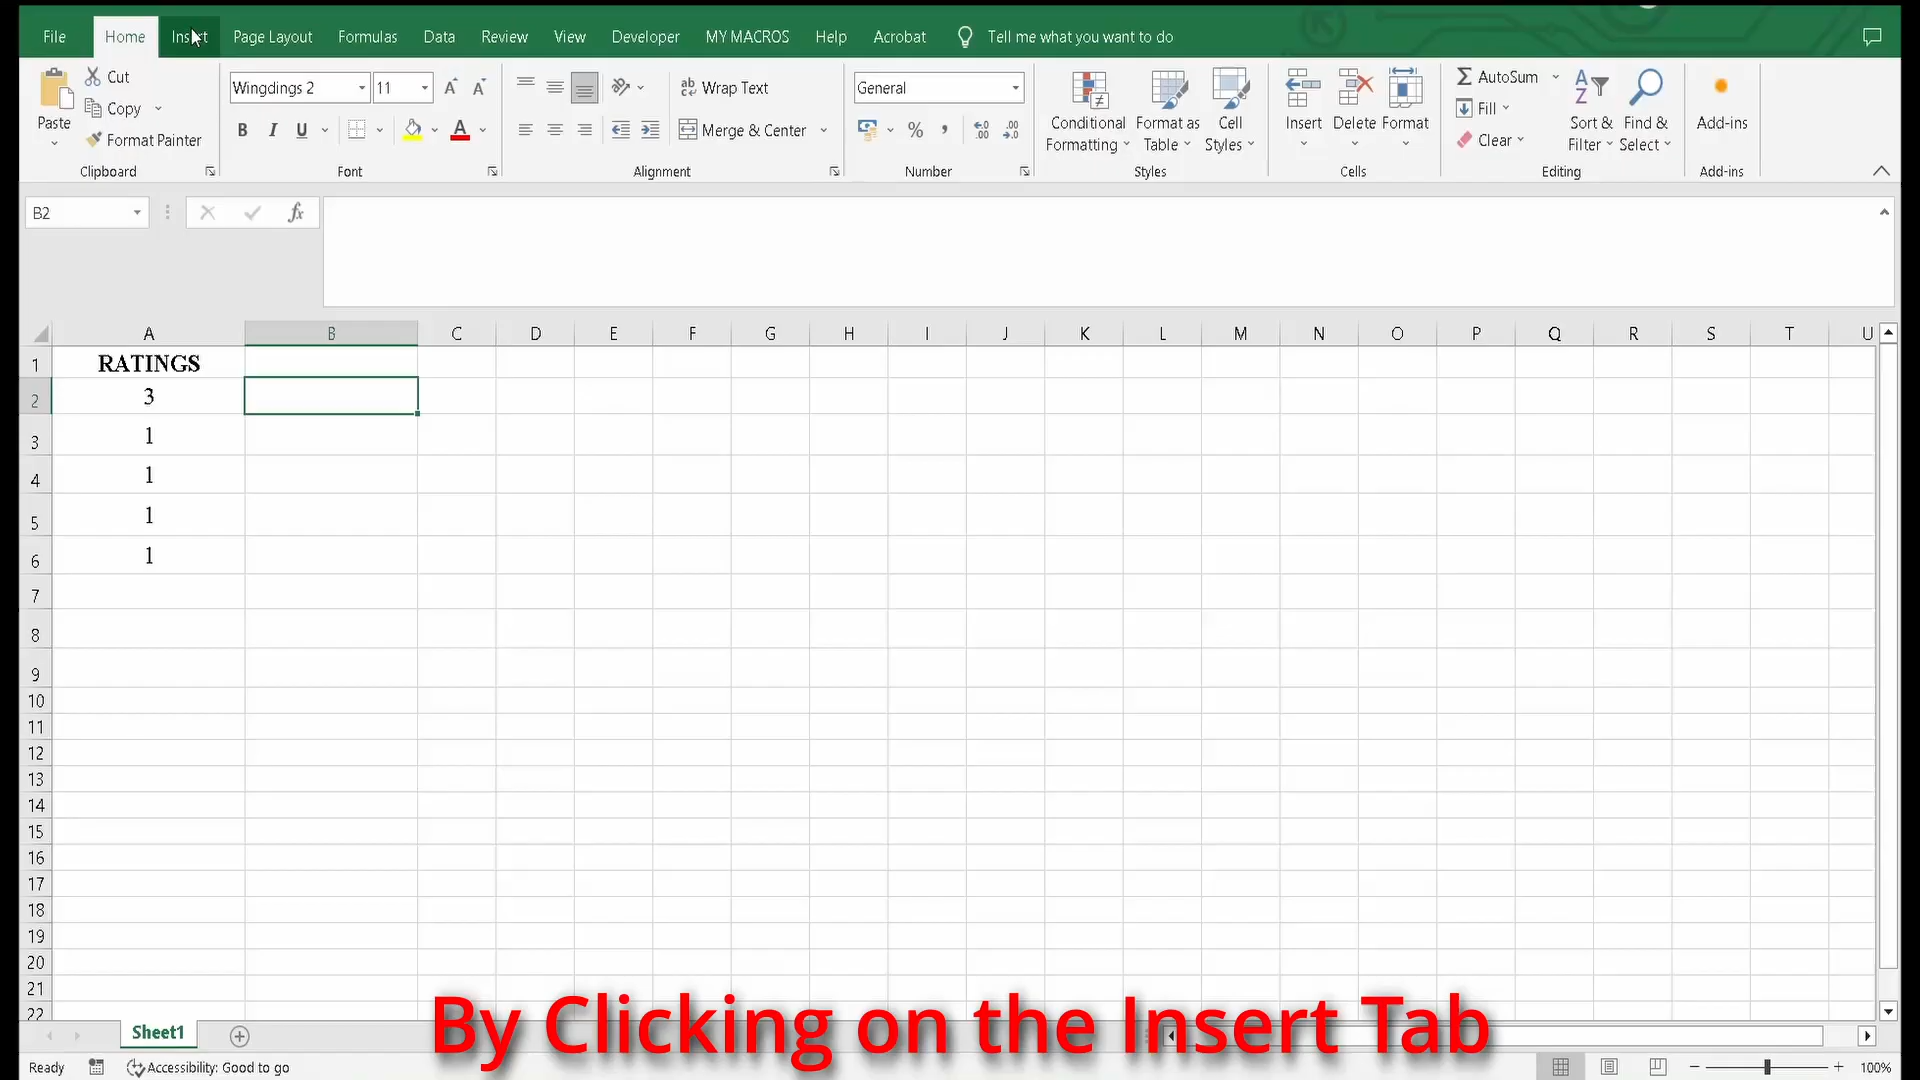 File Home Insert Page Layout Formulas Data Review View Developer MY MACROS Help Acrobat Tell me what you want to do
Paste
Cut
Copy
Format Painter
Clipboard
Wingdings 2 11
B I U A
Font
Wrap Text
Merge & Center
Alignment
General
% ,
Number
Conditional Formatting
Format as Table
Cell Styles
Styles
Insert Delete Format
Cells
AutoSum
Fill
Clear
Sort & Filter
Find & Select
Editing
Add-ins
Add-ins
B2 fx
A B C D E F G H I J K L M N O P Q R S T U
1 RATINGS
2 3
3 1
4 1
5 1
6 1
7
8
9
10
11
12
13
14
15
16
17
18
19
20
21
22
Sheet1
By Clicking on the Insert Tab
Ready Accessibility: Good to go 100%